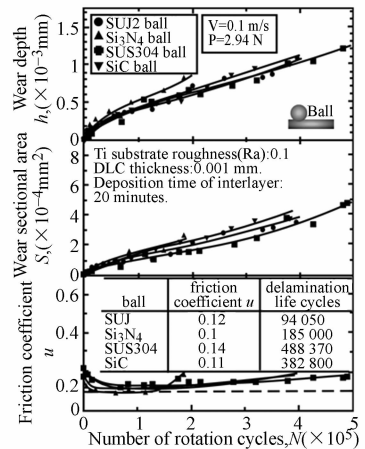 SUJ2 ball
Si₃N₄ ball
SUS304 ball
SiC ball
V=0.1 m/s
P=2.94 N
Ball
Wear depth
h,(×10⁻³mm)
1.5
1
0.5
0
Ti substrate roughness(Ra):0.1
DLC thickness:0.001 mm.
Deposition time of interlayer:
20 minutes.
Wear sectional area
S,(×10⁻⁴mm²)
8
6
4
2
0
ball friction coefficient u delamination life cycles
SUJ 0.12 94 050
Si₃N₄ 0.1 185 000
SUS304 0.14 488 370
SiC 0.11 382 800
Friction coefficient
u
0.6
0.4
0.2
0
0 1 2 3 4 5
Number of rotation cycles,N(×10⁵)